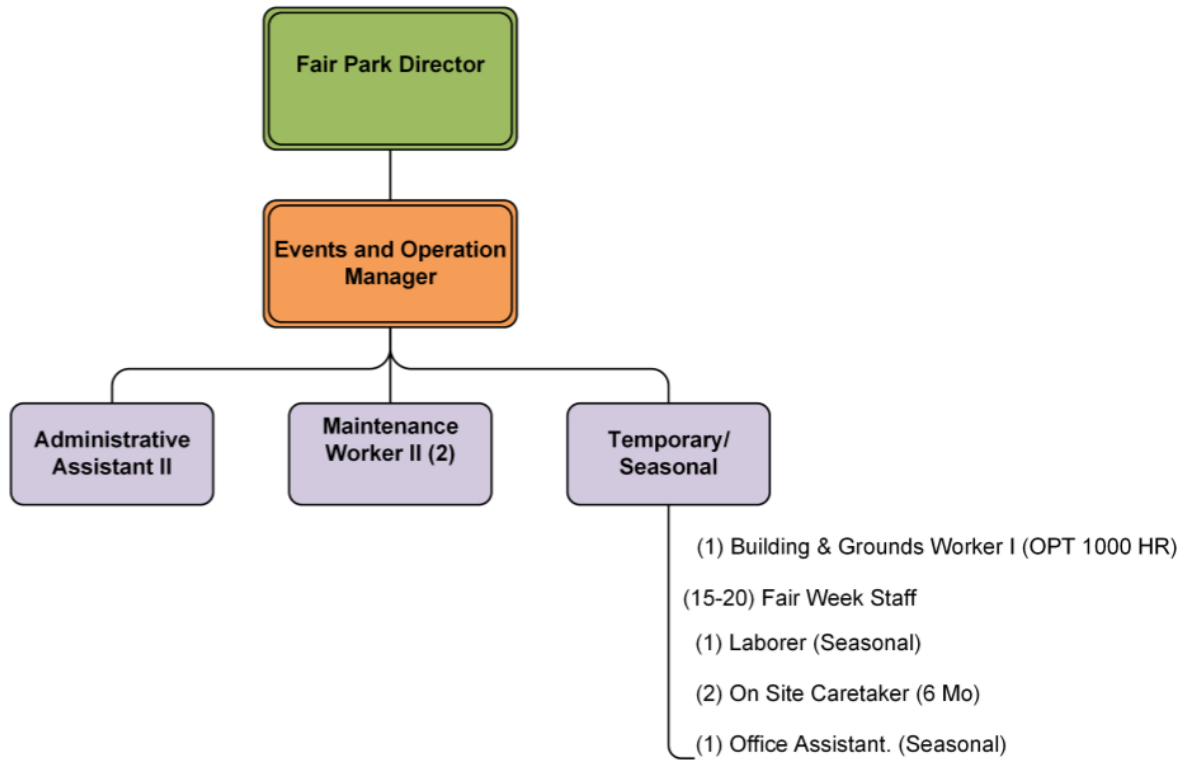 Fair Park Director
Events and Operation
Manager
Administrative
Assistant II
Maintenance
Worker II (2)
Temporary/
Seasonal
(1) Building & Grounds Worker I (OPT 1000 HR)
(15-20) Fair Week Staff
(1) Laborer (Seasonal)
(2) On Site Caretaker (6 Mo)
(1) Office Assistant. (Seasonal)